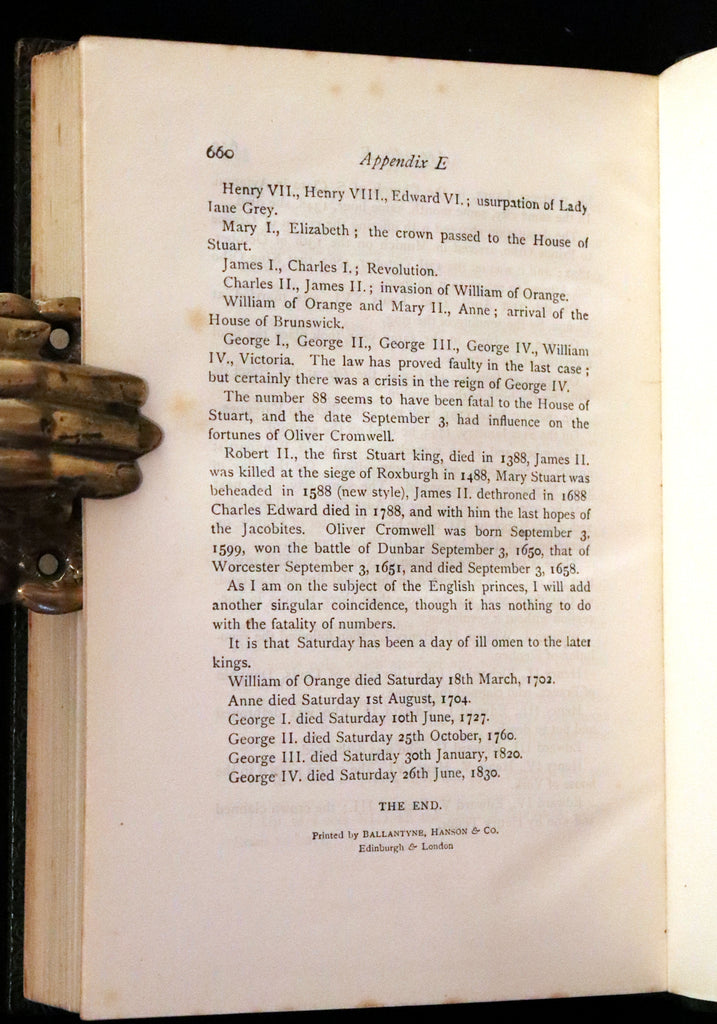 660
Appendix E
Henry VII., Henry VIII., Edward VI.; usurpation of Lady
Jane Grey.
Mary I., Elizabeth; the crown passed to the House of
Stuart.
James I., Charles I.; Revolution.
Charles II., James II.; invasion of William of Orange.
William of Orange and Mary II., Anne; arrival of the
House of Brunswick.
George I., George II., George III., George IV., William
IV., Victoria. The law has proved faulty in the last case;
but certainly there was a crisis in the reign of George IV.
The number 88 seems to have been fatal to the House of
Stuart, and the date September 3, had influence on the
fortunes of Oliver Cromwell.
Robert II., the first Stuart king, died in 1388, James II.
was killed at the siege of Roxburgh in 1488, Mary Stuart was
beheaded in 1588 (new style), James II. dethroned in 1688
Charles Edward died in 1788, and with him the last hopes of
the Jacobites. Oliver Cromwell was born September 3,
1599, won the battle of Dunbar September 3, 1650, that of
Worcester September 3, 1651, and died September 3, 1658.
As I am on the subject of the English princes, I will add
another singular coincidence, though it has nothing to do
with the fatality of numbers.
It is that Saturday has been a day of ill omen to the later
kings.
William of Orange died Saturday 18th March, 1702.
Anne died Saturday 1st August, 1704.
George I. died Saturday 10th June, 1727.
George II. died Saturday 25th October, 1760.
George III. died Saturday 30th January, 1820.
George IV. died Saturday 26th June, 1830.
THE END.
Printed by BALLANTYNE, HANSON & Co.
Edinburgh & London